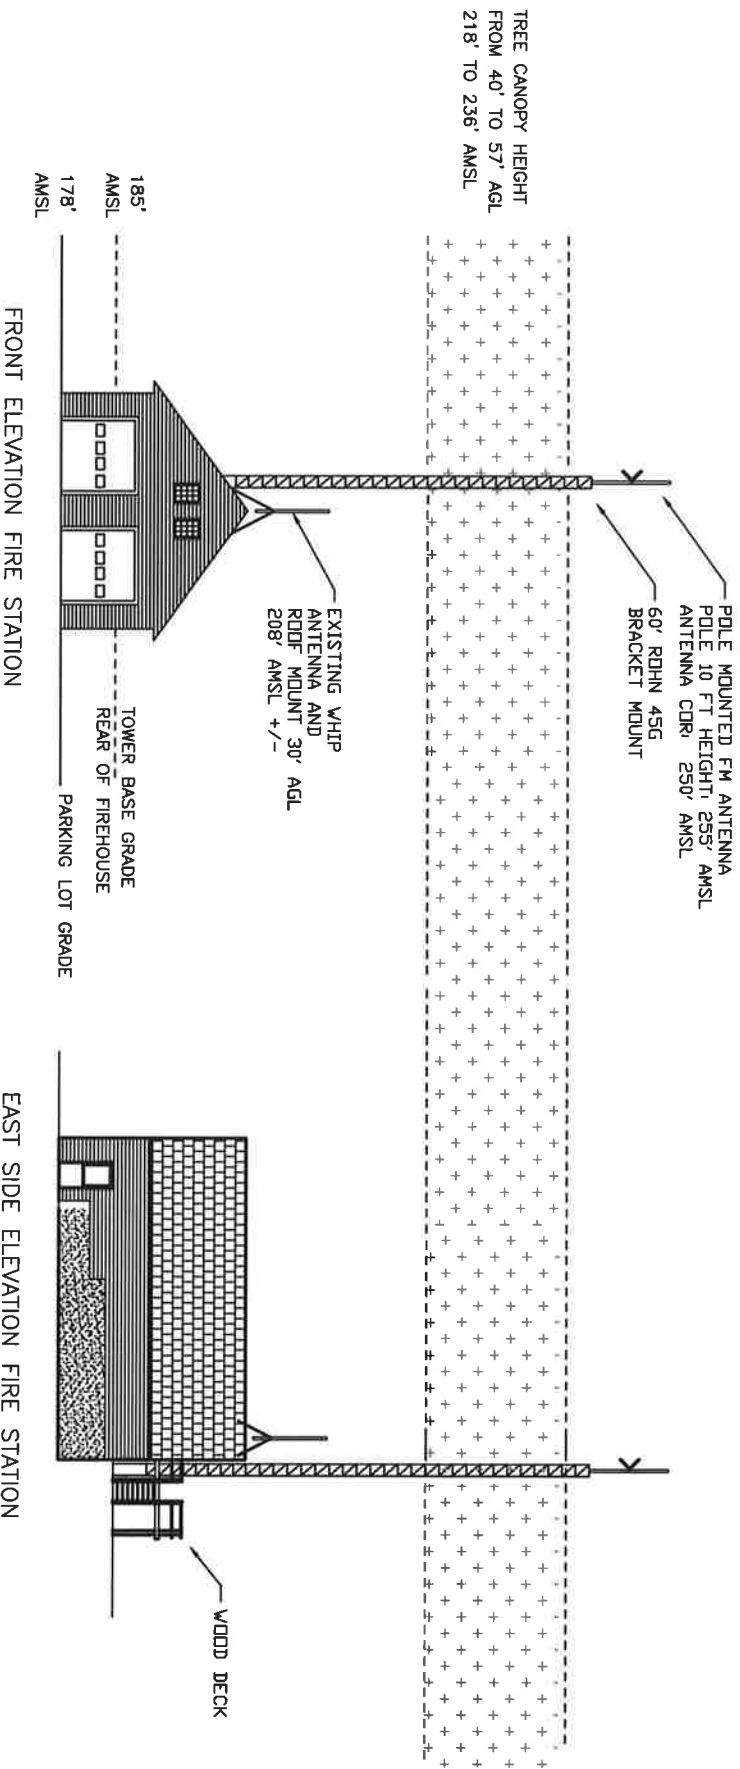 TREE CANOPY HEIGHT
FROM 40' TO 57' AGL
218' TO 236' AMSL
POLE MOUNTED FM ANTENNA
POLE 10 FT HEIGHT: 255' AMSL
ANTENNA COR: 250' AMSL
60' ROHN 45G
BRACKET MOUNT
EXISTING WHIP
ANTENNA AND
ROOF MOUNT 30' AGL
208' AMSL +/-
185'
AMSL
178'
AMSL
TOWER BASE GRADE
REAR OF FIREHOUSE
PARKING LOT GRADE
WOOD DECK
FRONT ELEVATION FIRE STATION
EAST SIDE ELEVATION FIRE STATION